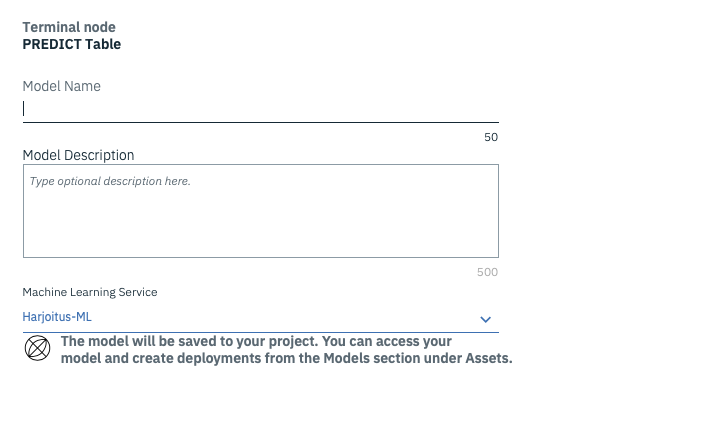 Terminal node
PREDICT Table
Model Name
50
Model Description
Type optional description here.
500
Machine Learning Service
Harjoitus-ML
The model will be saved to your project. You can access your
model and create deployments from the Models section under Assets.